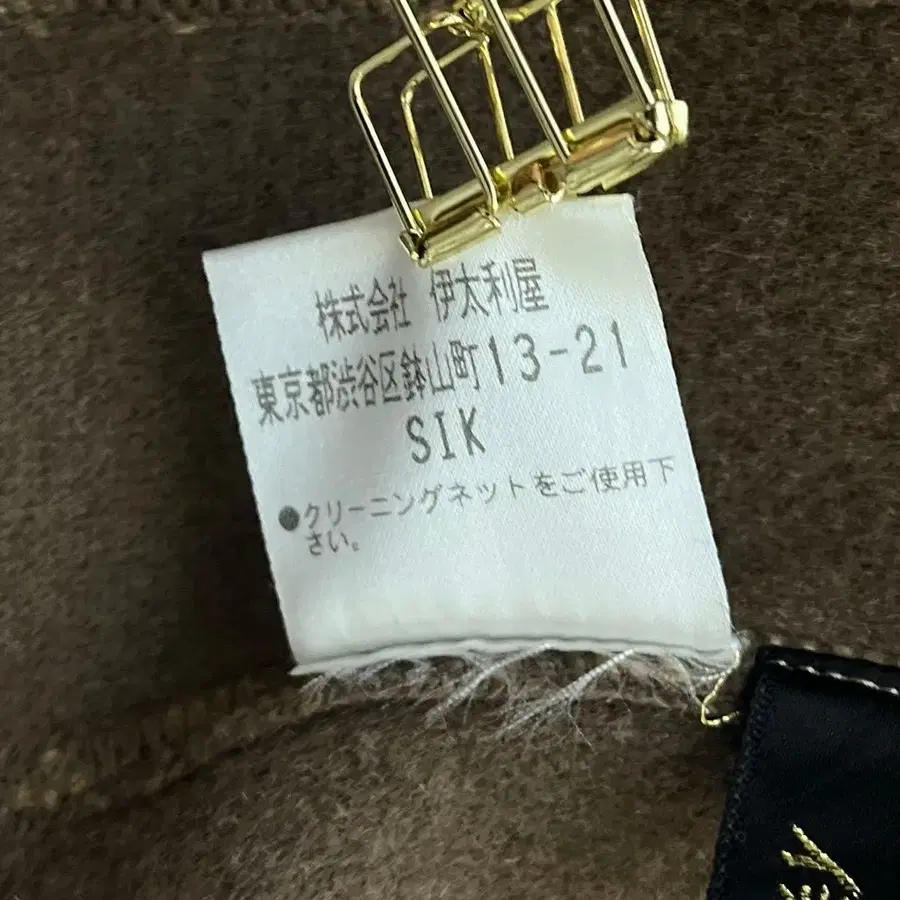 株式会社 伊太利屋
東京都渋谷区鉢山町13-21
SIK
●クリーニングネットをご使用下
さい。